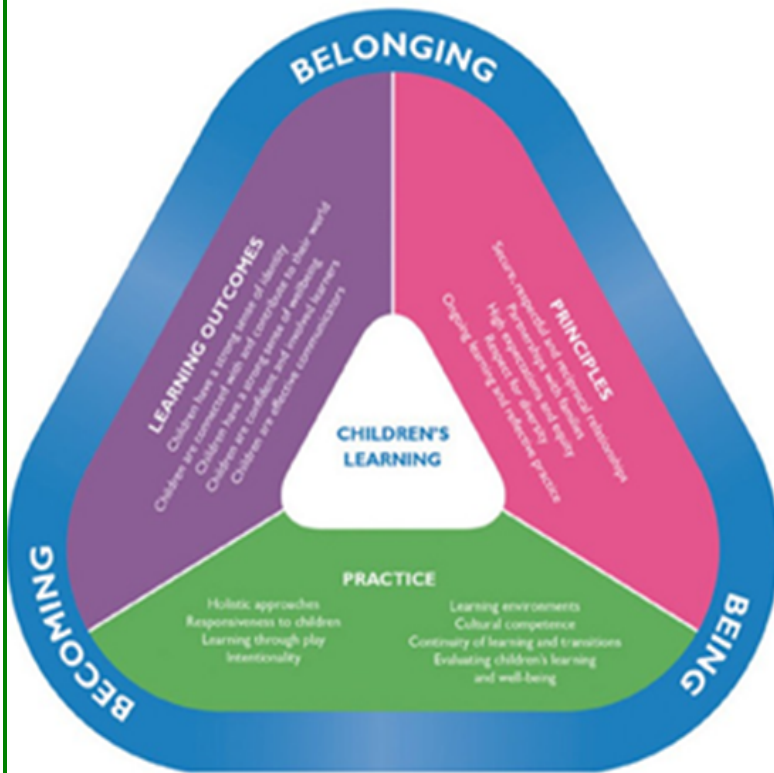 BELONGING
LEARNING OUTCOMES
Children have a strong sense of identity
Children are connected with and contribute to their world
Children have a strong sense of wellbeing
Children are confident and involved learners
Children are effective communicators
PRINCIPLES
Secure, respectful and reciprocal relationships
Partnerships with families
High expectations and equity
Respect for diversity
Ongoing learning and reflective practice
CHILDREN'S
LEARNING
PRACTICE
Holistic approaches
Responsiveness to children
Learning through play
Intentionality
Learning environments
Cultural competence
Continuity of learning and transitions
Evaluating children's learning
and well-being
BECOMING
BEING